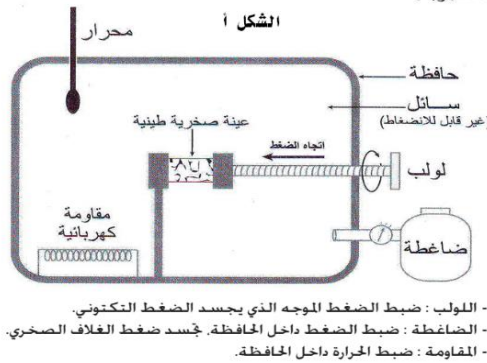 الشكل أ
محرار
حافظة
سائل
(غير قابل للانضغاط)
عينة صخرية طينية
اتجاه الضغط
لولب
مقاومة
كهربائية
ضاغطة
- اللولب : ضبط الضغط الموجه الذي يجسد الضغط التكتوني.
- الضاغطة : ضبط الضغط داخل الحافظة، تجسد ضغط الغلاف الصخري.
- المقاومة : ضبط الحرارة داخل الحافظة.